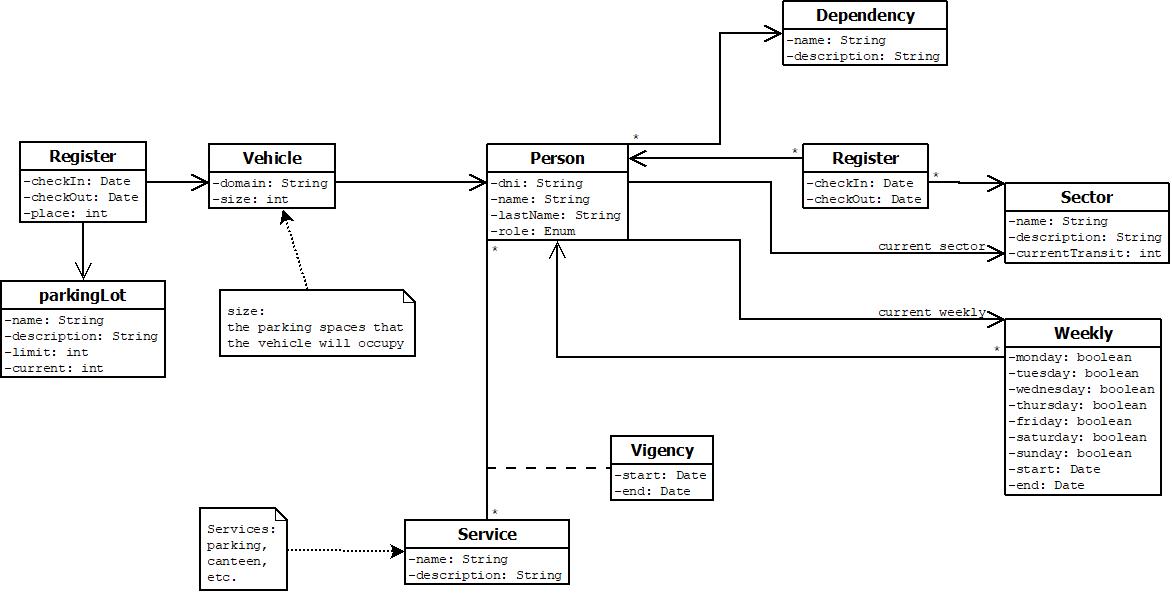 Dependency
-name: String
-description: String
*
Register
-checkIn: Date
-checkOut: Date
-place: int
Vehicle
-domain: String
-size: int
Person
-dni: String
-name: String
-lastName: String
-role: Enum
*
*
Register
-checkIn: Date
-checkOut: Date
*
Sector
-name: String
-description: String
-currentTransit: int
current sector
parkingLot
-name: String
-description: String
-limit: int
-current: int
size:
the parking spaces that
the vehicle will occupy
current weekly
*
Weekly
-monday: boolean
-tuesday: boolean
-wednesday: boolean
-thursday: boolean
-friday: boolean
-saturday: boolean
-sunday: boolean
-start: Date
-end: Date
Vigency
-start: Date
-end: Date
*
Services:
parking,
canteen,
etc.
Service
-name: String
-description: String